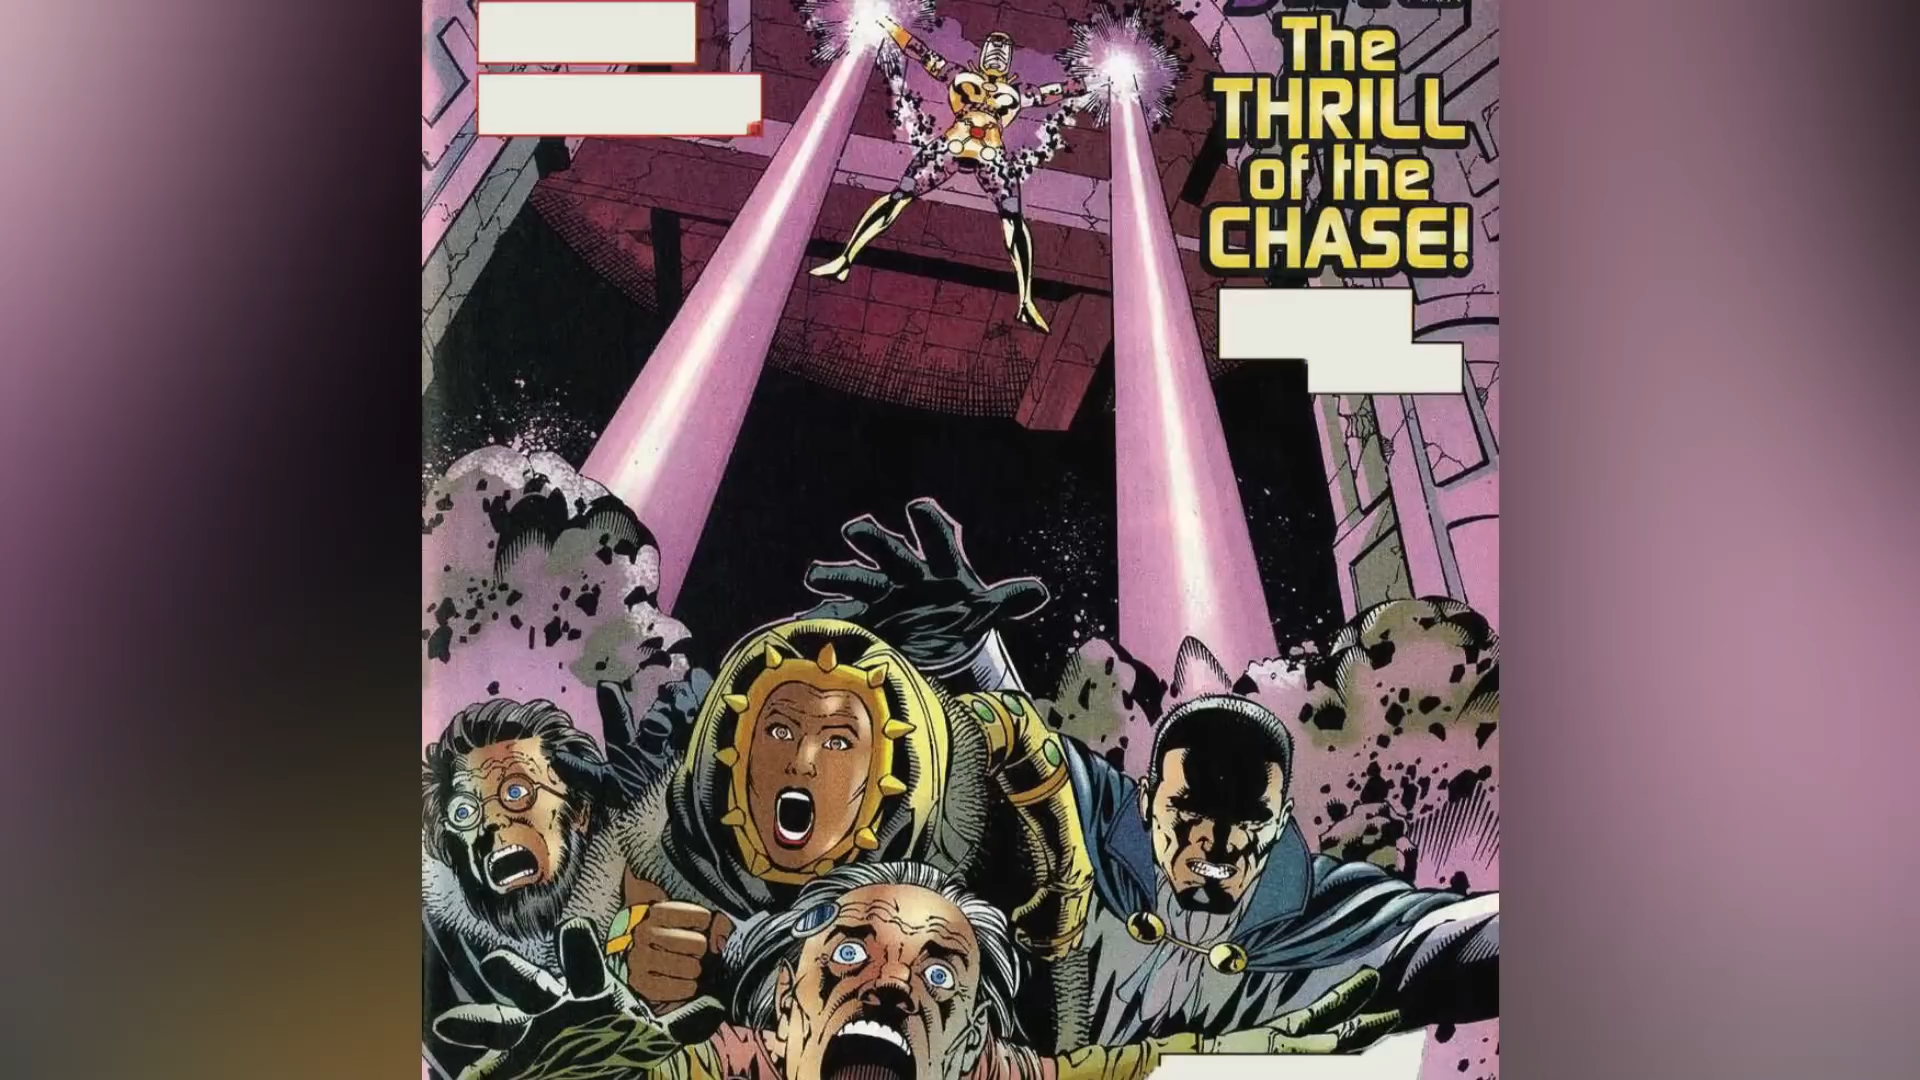 The
THRILL
of the
CHASE!